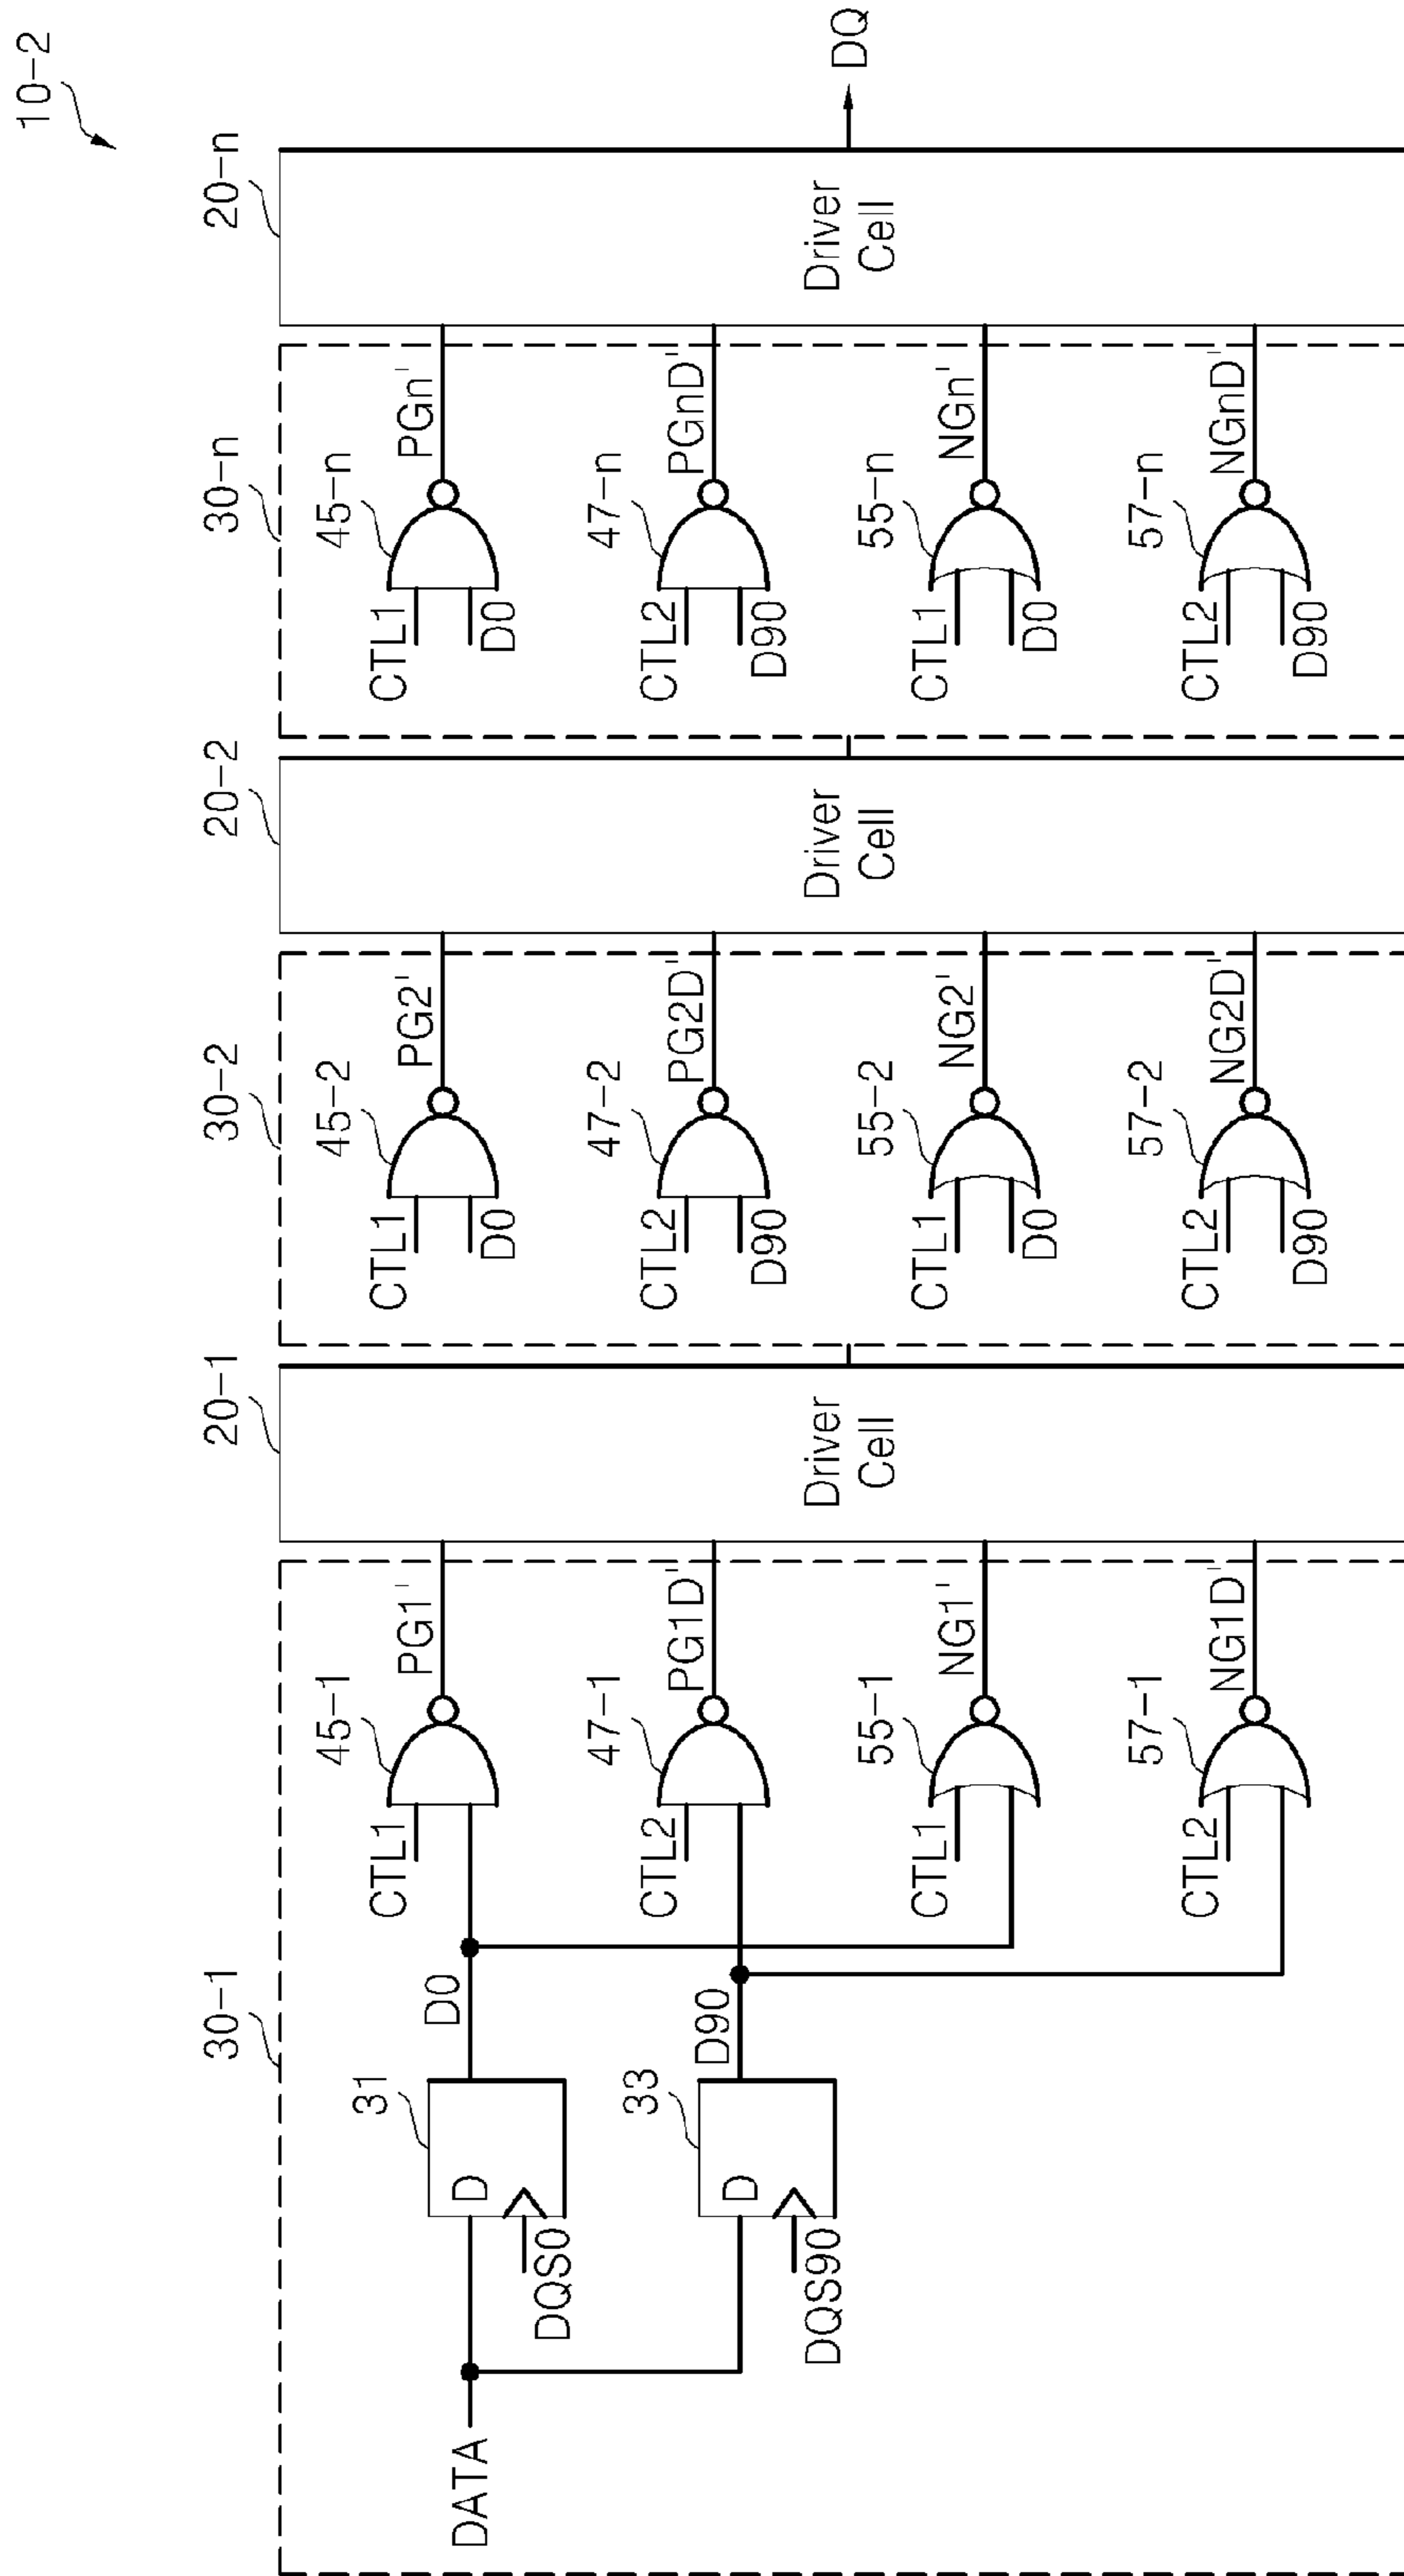 10-2
30-1
20-1
30-2
20-2
30-n
20-n
DATA
D
DQS0
31
D0
D
DQS90
33
D90
CTL1
45-1
PG1'
CTL2
47-1
PG1D'
CTL1
55-1
NG1'
CTL2
57-1
NG1D'
Driver
Cell
CTL1
D0
45-2
PG2'
CTL2
D90
47-2
PG2D'
CTL1
D0
55-2
NG2'
CTL2
D90
57-2
NG2D'
Driver
Cell
CTL1
D0
45-n
PGn'
CTL2
D90
47-n
PGnD'
CTL1
D0
55-n
NGn'
CTL2
D90
57-n
NGnD'
Driver
Cell
DQ